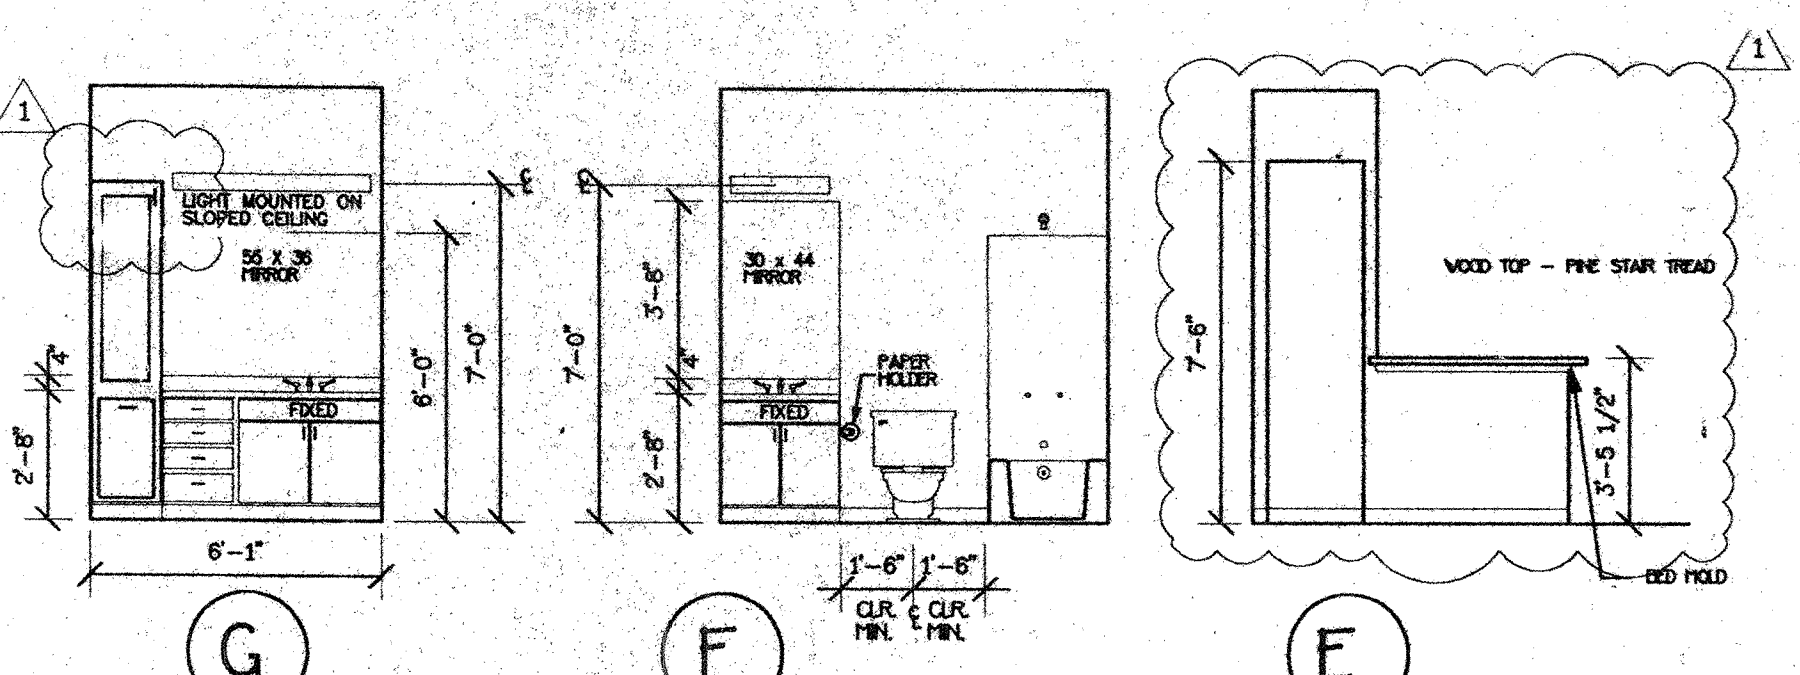 1
LIGHT MOUNTED ON
SLOPED CEILING
55 X 36
MIRROR
4"
2'-8"
FIXED
6'-0"
7'-0"
℄
6'-1"
G
℄
7'-0"
3'-8"
4"
2'-8"
30 x 44
MIRROR
FIXED
PAPER
HOLDER
1'-6" 1'-6"
CLR. ℄ CLR.
MIN. MIN.
F
1
7'-6"
WOOD TOP - PINE STAIR TREAD
3'-5 1/2"
BED MOLD